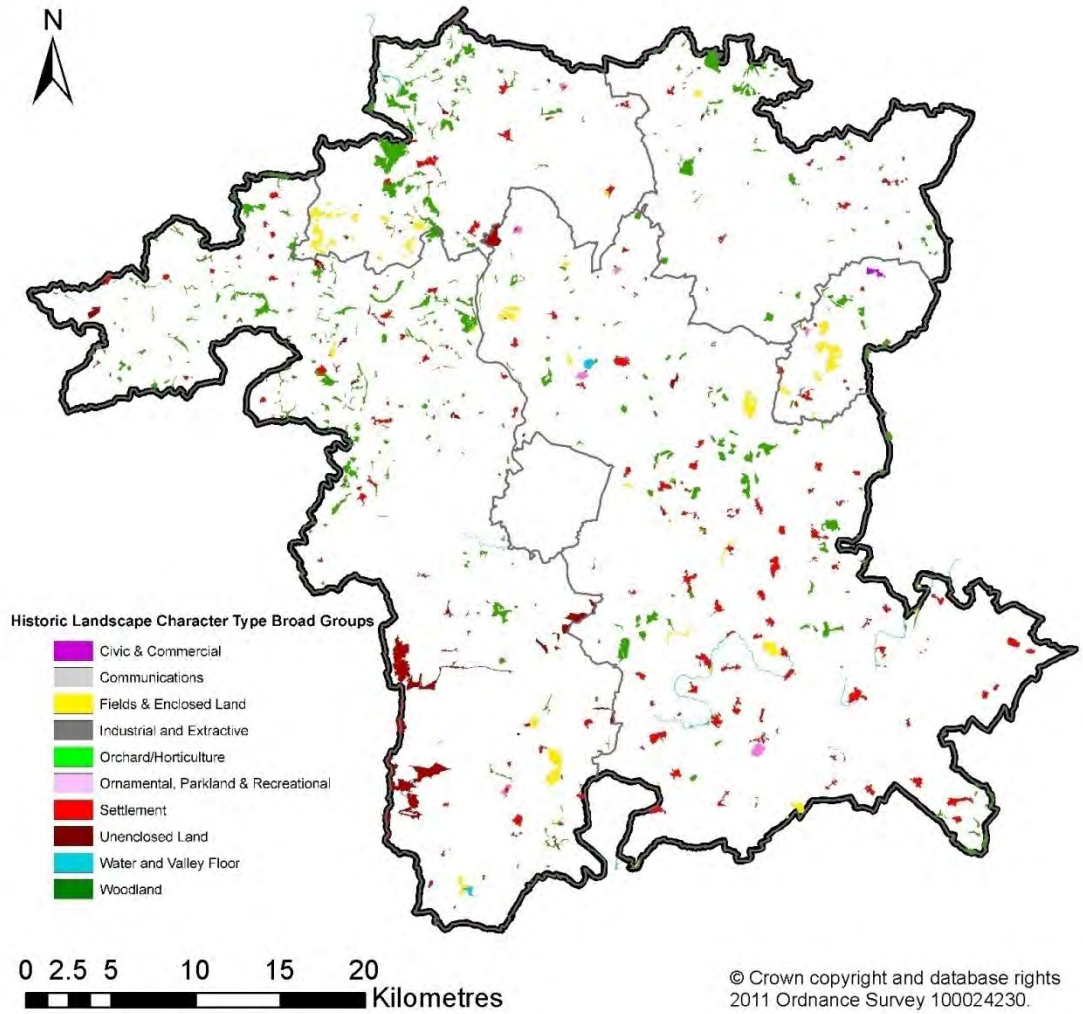 N
Historic Landscape Character Type Broad Groups
Civic & Commercial
Communications
Fields & Enclosed Land
Industrial and Extractive
Orchard/Horticulture
Ornamental, Parkland & Recreational
Settlement
Unenclosed Land
Water and Valley Floor
Woodland
0 2.5 5 10 15 20
Kilometres
© Crown copyright and database rights
2011 Ordnance Survey 100024230.